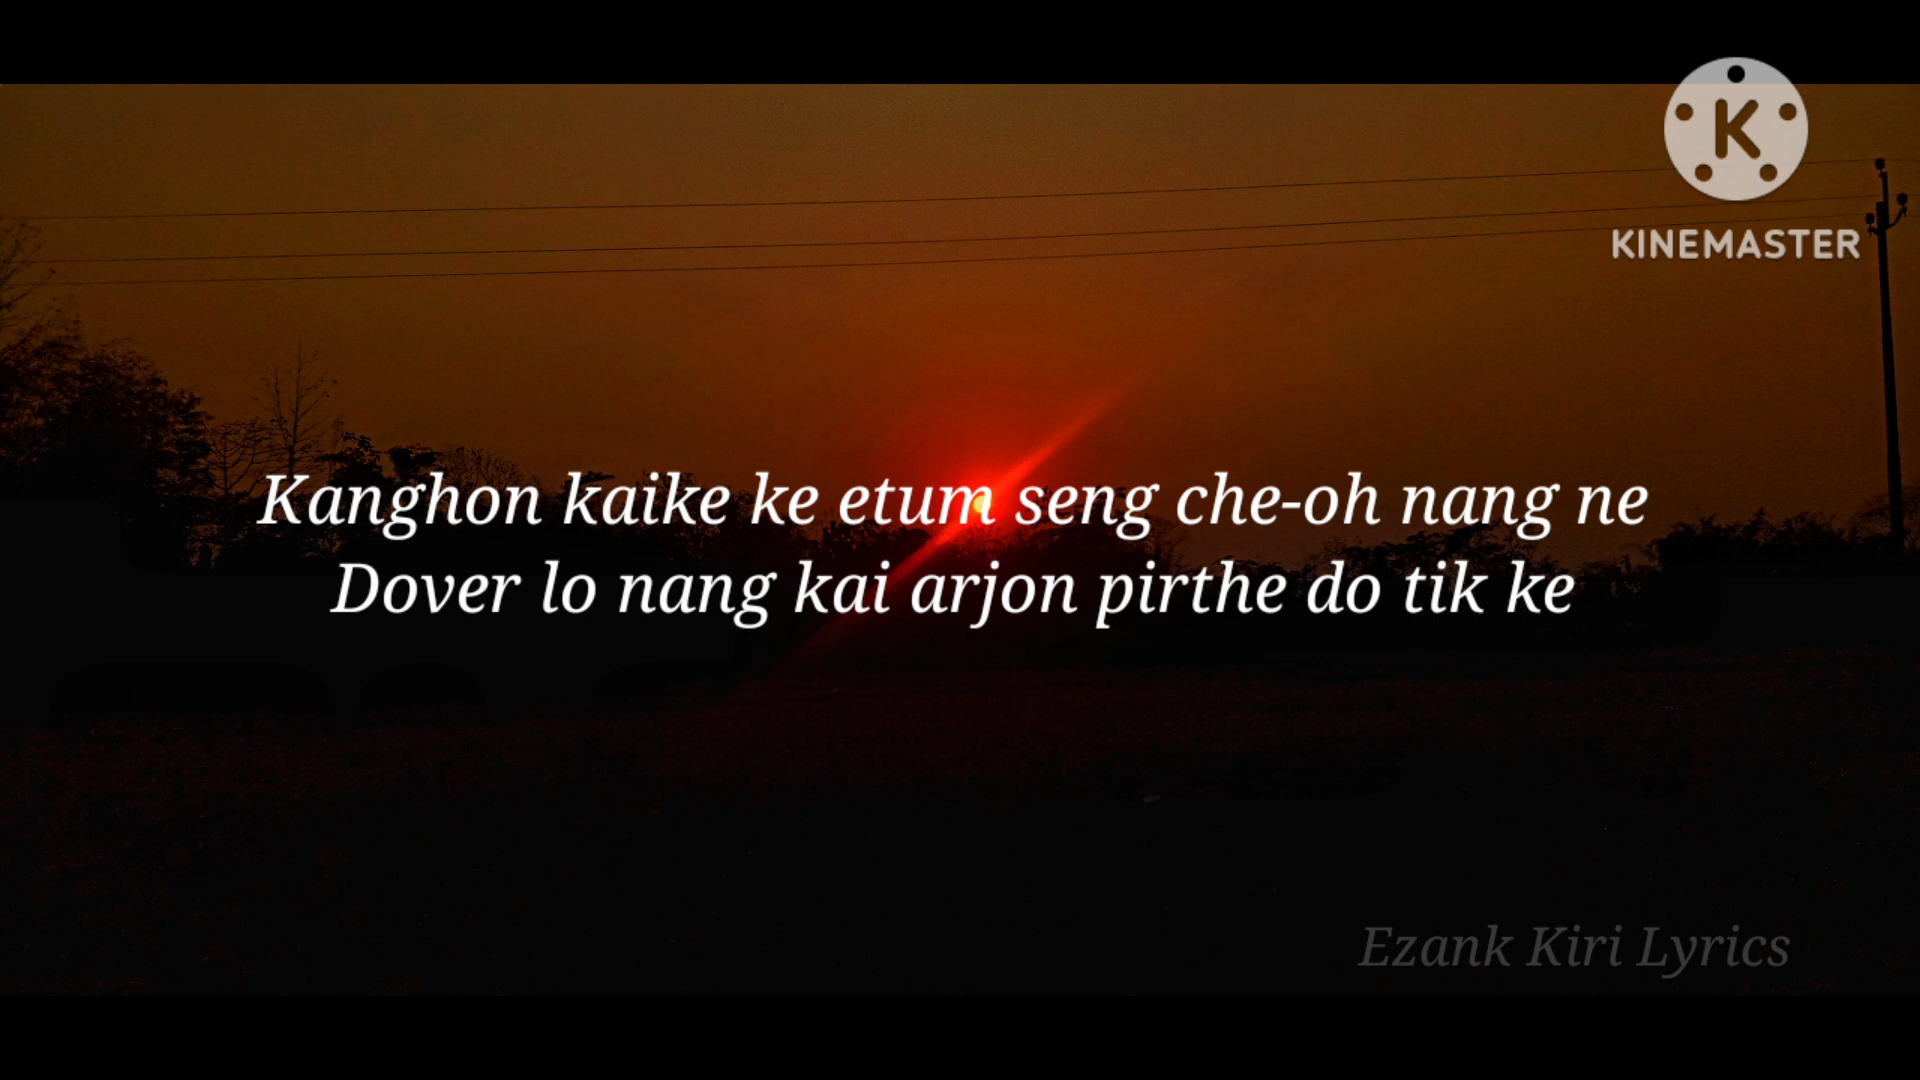 K
KINEMASTER
Kanghon kaike ke etum seng che-oh nang ne
Dover lo nang kai arjon pirthe do tik ke
Ezank Kiri Lyrics